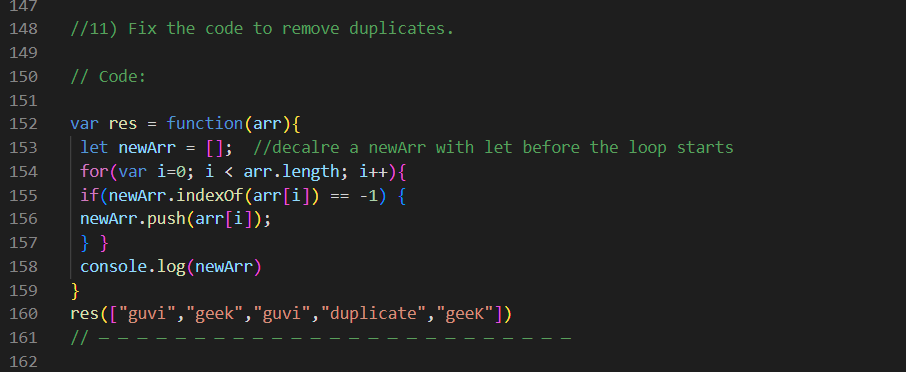 147
148 //11) Fix the code to remove duplicates.
149
150 // Code:
151
152 var res = function(arr){
153 let newArr = []; //decalre a newArr with let before the loop starts
154 for(var i=0; i < arr.length; i++){
155 if(newArr.indexOf(arr[i]) == -1) {
156 newArr.push(arr[i]);
157 } }
158 console.log(newArr)
159 }
160 res(["guvi","geek","guvi","duplicate","geeK"])
161 // — — — — — — — — — — — — — — — — — — — — — — — — —
162